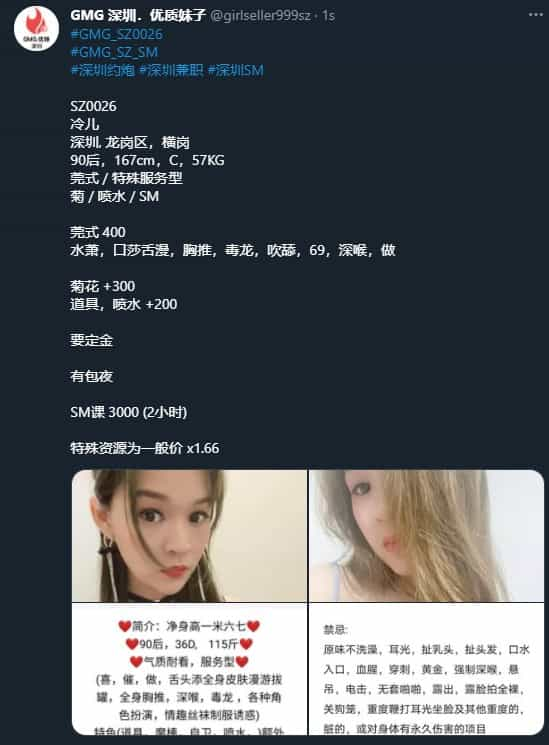 GMG 深圳．优质妹子 @girlseller999sz · 1s
GMG 优妹
深圳
#GMG_SZ0026
#GMG_SZ_SM
#深圳约炮 #深圳兼职 #深圳SM
SZ0026
冷儿
深圳, 龙岗区，横岗
90后，167cm，C，57KG
莞式 / 特殊服务型
菊 / 喷水 / SM
莞式 400
水萧，口莎舌漫，胸推，毒龙，吹舔，69，深喉，做
菊花 +300
道具，喷水 +200
要定金
有包夜
SM课 3000 (2小时)
特殊资源为一般价 x1.66
❤️简介：净身高一米六七❤️
❤️90后，36D， 115斤❤️
❤️气质耐看，服务型❤️
(喜，催，做，舌头添全身皮肤漫游拔
罐，全身胸推，深喉，毒龙 ，各种角
色扮演，情趣丝袜制服诱惑)
特色(道具，摩棒，自卫，喷水，)额外
禁忌:
原味不洗澡，耳光，扯乳头，扯头发，口水
入口，血腥，穿刺，黄金，强制深喉，悬
吊，电击，无套啪啪，露出，露脸拍全裸，
关狗笼，重度鞭打耳光坐脸及其他重度的，
脏的，或对身体有永久伤害的项目